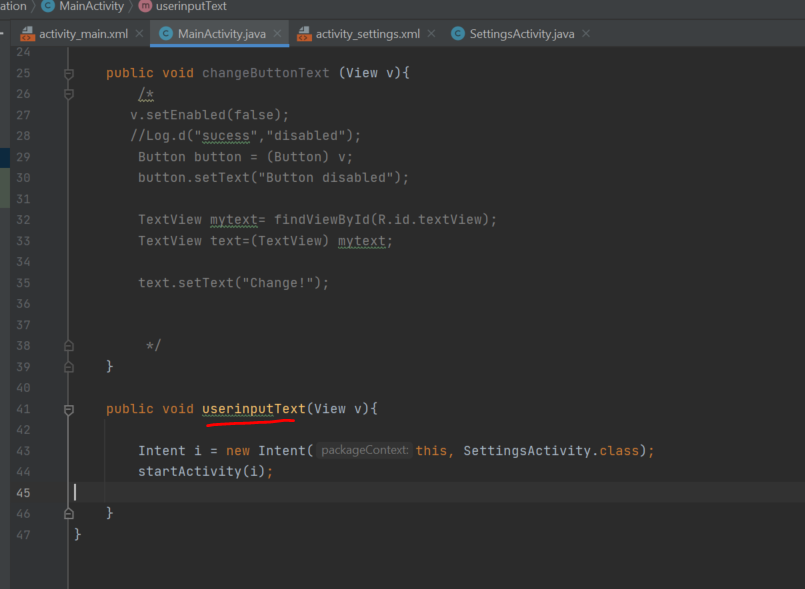 ation > C MainActivity > m userinputText
activity_main.xml × C MainActivity.java × activity_settings.xml × C SettingsActivity.java ×
24
25 public void changeButtonText (View v){
26 /*
27 v.setEnabled(false);
28 //Log.d("sucess","disabled");
29 Button button = (Button) v;
30 button.setText("Button disabled");
31
32 TextView mytext= findViewById(R.id.textView);
33 TextView text=(TextView) mytext;
34
35 text.setText("Change!");
36
37
38 */
39 }
40
41 public void userinputText(View v){
42
43 Intent i = new Intent( packageContext: this, SettingsActivity.class);
44 startActivity(i);
45
46 }
47 }